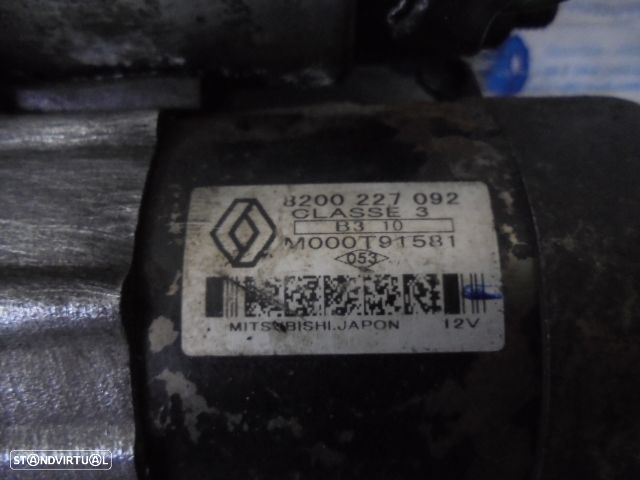 8200 227 092
CLASSE 3
B3 10
M000T91581
053
MITSUBISHI.JAPON 12V
STANDVIRTUAL